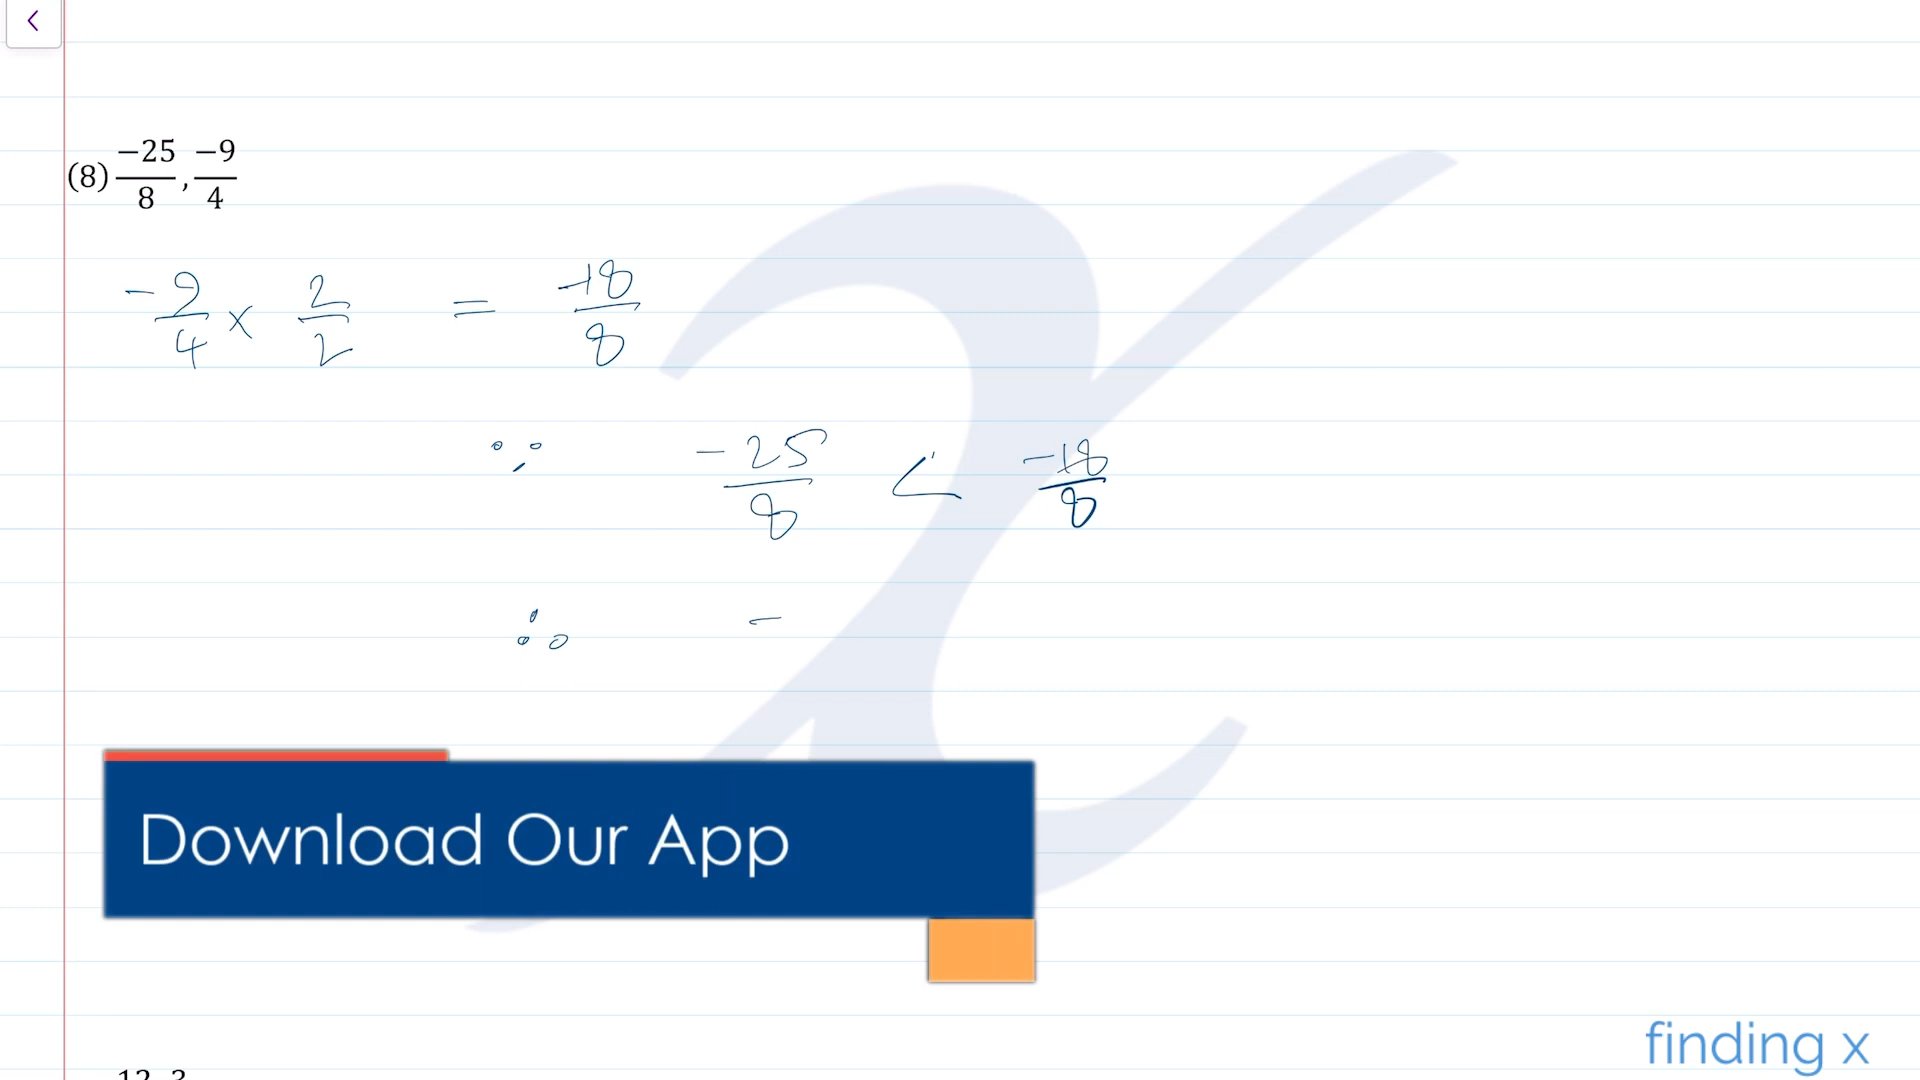 (8) −25/8 , −9/4
−9/4 × 2/2 = −18/8
∵ −25/8 < −18/8
∴ −
Download Our App
finding x